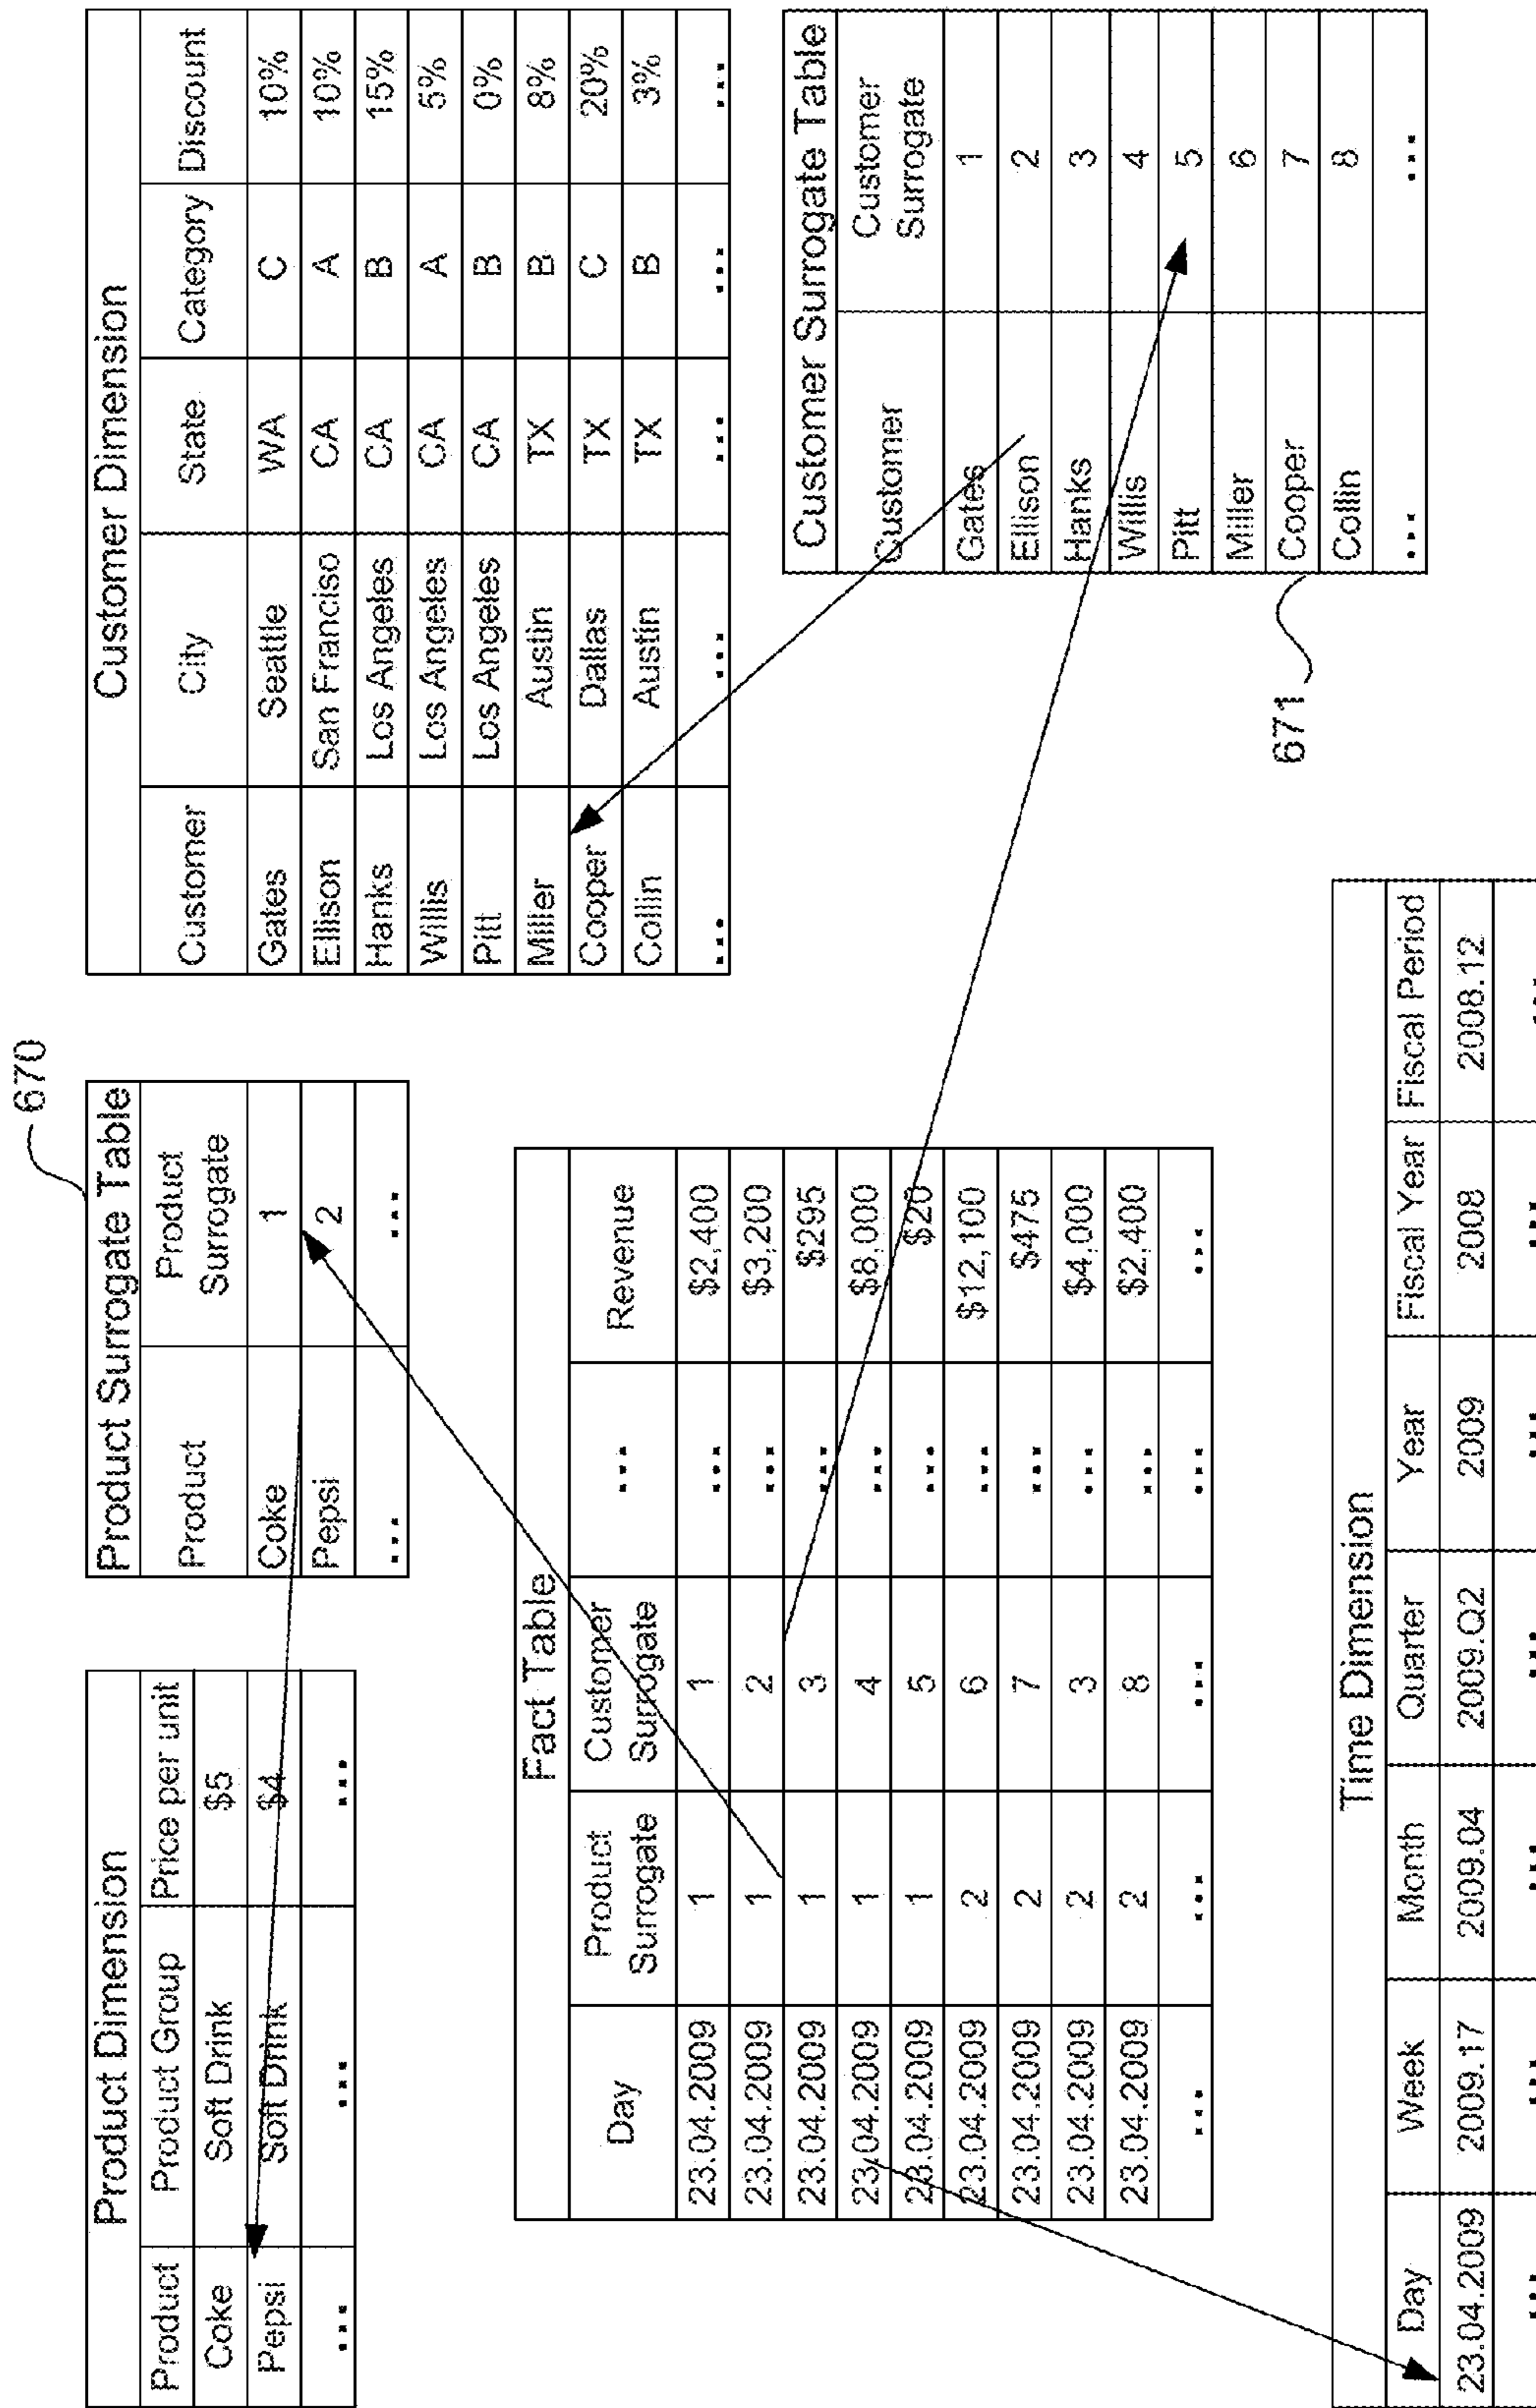 670
Product Dimension
Product Product Group Price per unit
Coke Soft Drink $5
Pepsi Soft Drink $4
... ... ...
Product Surrogate Table
Product Product Surrogate
Coke 1
Pepsi 2
... ...
Customer Dimension
Customer City State Category Discount
Gates Seattle WA C 10%
Ellison San Franciso CA A 10%
Hanks Los Angeles CA B 15%
Willis Los Angeles CA A 5%
Pitt Los Angeles CA B 0%
Miller Austin TX B 8%
Cooper Dallas TX C 20%
Collin Austin TX B 3%
... ... ... ... ...
Fact Table
Day Product Surrogate Customer Surrogate ... Revenue
23.04.2009 1 1 ... $2,400
23.04.2009 1 2 ... $3,200
23.04.2009 1 3 ... $295
23.04.2009 1 4 ... $8,000
23.04.2009 1 5 ... $20
23.04.2009 2 6 ... $12,100
23.04.2009 2 7 ... $475
23.04.2009 2 3 ... $4,000
23.04.2009 2 8 ... $2,400
... ... ... ... ...
Customer Surrogate Table
Customer Customer Surrogate
Gates 1
Ellison 2
Hanks 3
Willis 4
Pitt 5
Miller 6
Cooper 7
Collin 8
... ...
671
Time Dimension
Day Week Month Quarter Year Fiscal Year Fiscal Period
23.04.2009 2009.17 2009.04 2009.Q2 2009 2008 2008.12
... ... ... ... ... ... ...